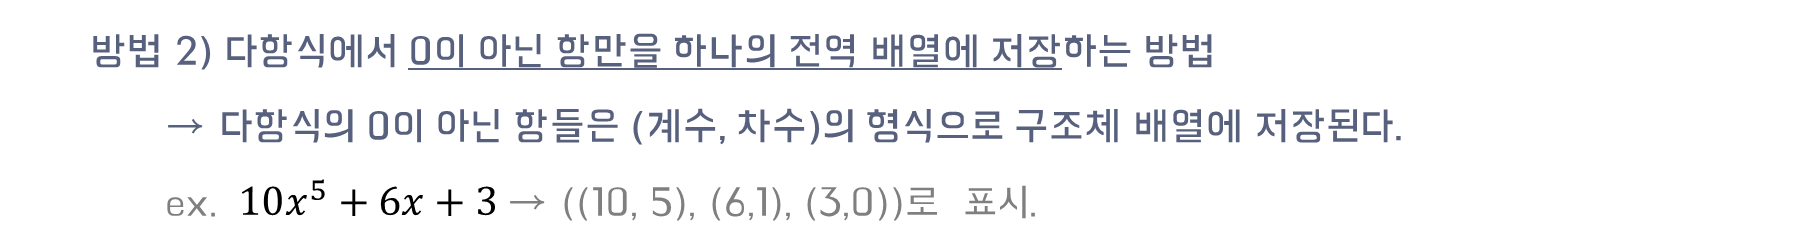 방법 2) 다항식에서 0이 아닌 항만을 하나의 전역 배열에 저장하는 방법
→ 다항식의 0이 아닌 항들은 (계수, 차수)의 형식으로 구조체 배열에 저장된다.
ex. 10x⁵ + 6x + 3 → ((10, 5), (6,1), (3,0))로 표시.